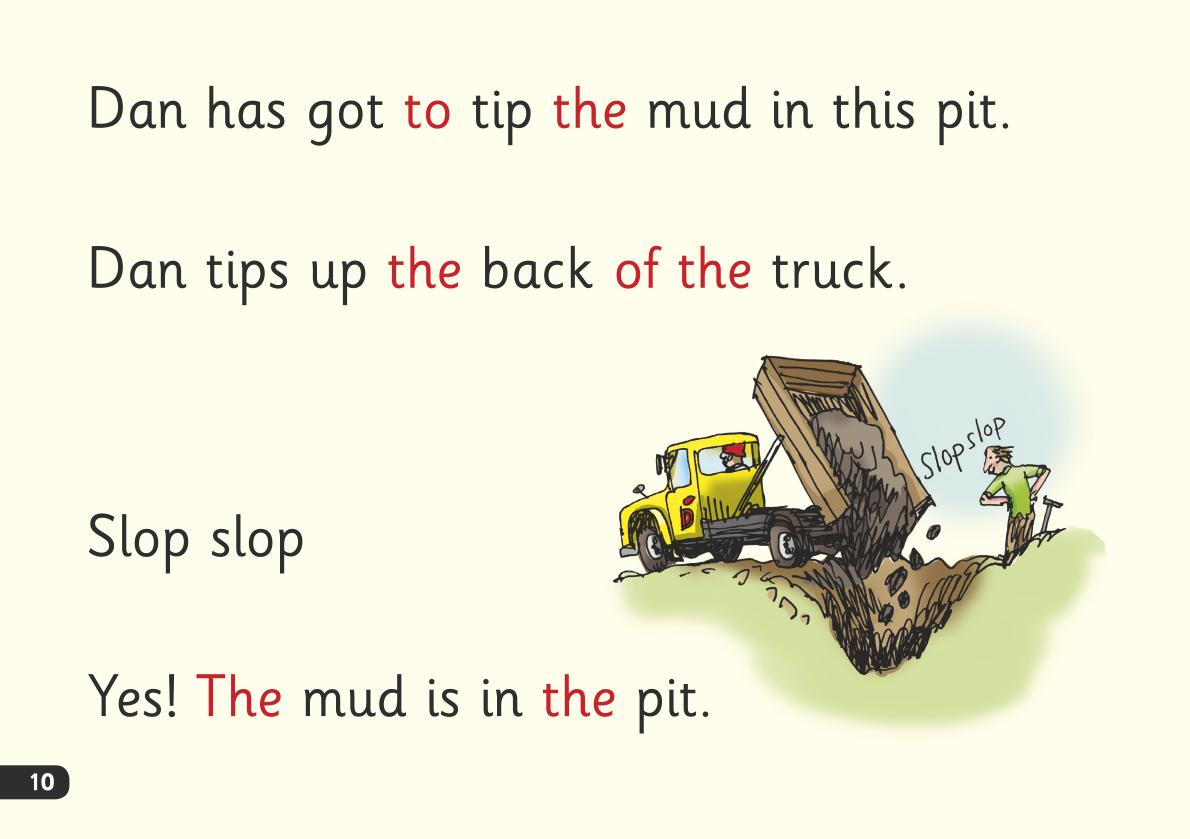 Dan has got to tip the mud in this pit.
Dan tips up the back of the truck.
Slop slop
Slop slop
D
Yes! The mud is in the pit.
10